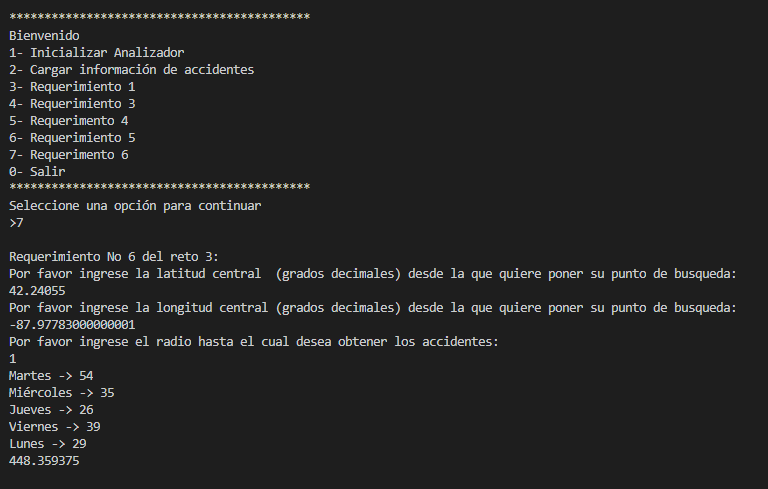 *******************************************
Bienvenido
1- Inicializar Analizador
2- Cargar información de accidentes
3- Requerimiento 1
4- Requerimiento 3
5- Requerimento 4
6- Requerimiento 5
7- Requerimento 6
0- Salir
*******************************************
Seleccione una opción para continuar
>7
Requerimiento No 6 del reto 3:
Por favor ingrese la latitud central  (grados decimales) desde la que quiere poner su punto de busqueda:
42.24055
Por favor ingrese la longitud central (grados decimales) desde la que quiere poner su punto de busqueda:
-87.97783000000001
Por favor ingrese el radio hasta el cual desea obtener los accidentes:
1
Martes -> 54
Miércoles -> 35
Jueves -> 26
Viernes -> 39
Lunes -> 29
448.359375